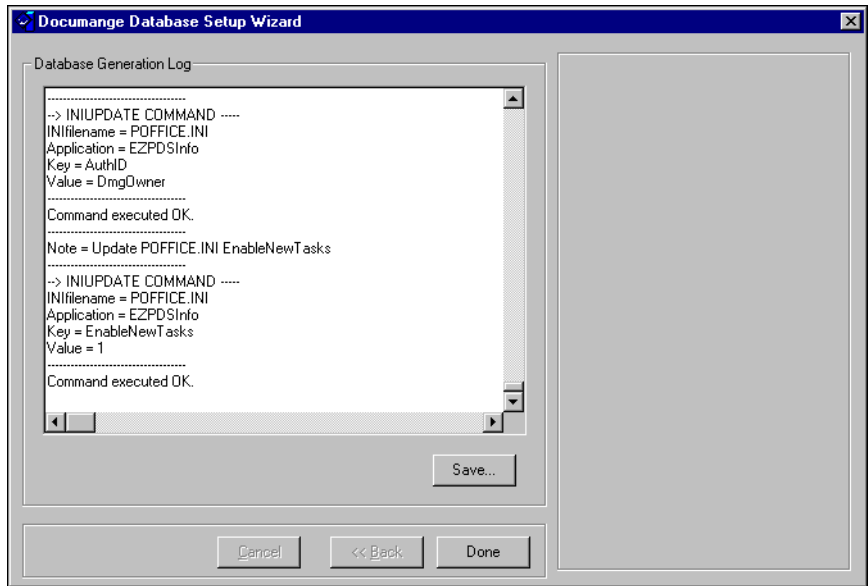 Documange Database Setup Wizard
Database Generation Log
-----------------------------------
--> INIUPDATE COMMAND -----
INIfilename = POFFICE.INI
Application = EZPDSInfo
Key = AuthID
Value = DmgOwner
-----------------------------------
Command executed OK.
-----------------------------------
Note = Update POFFICE.INI EnableNewTasks
-----------------------------------
--> INIUPDATE COMMAND -----
INIfilename = POFFICE.INI
Application = EZPDSInfo
Key = EnableNewTasks
Value = 1
-----------------------------------
Command executed OK.
Save...
Cancel
<< Back
Done